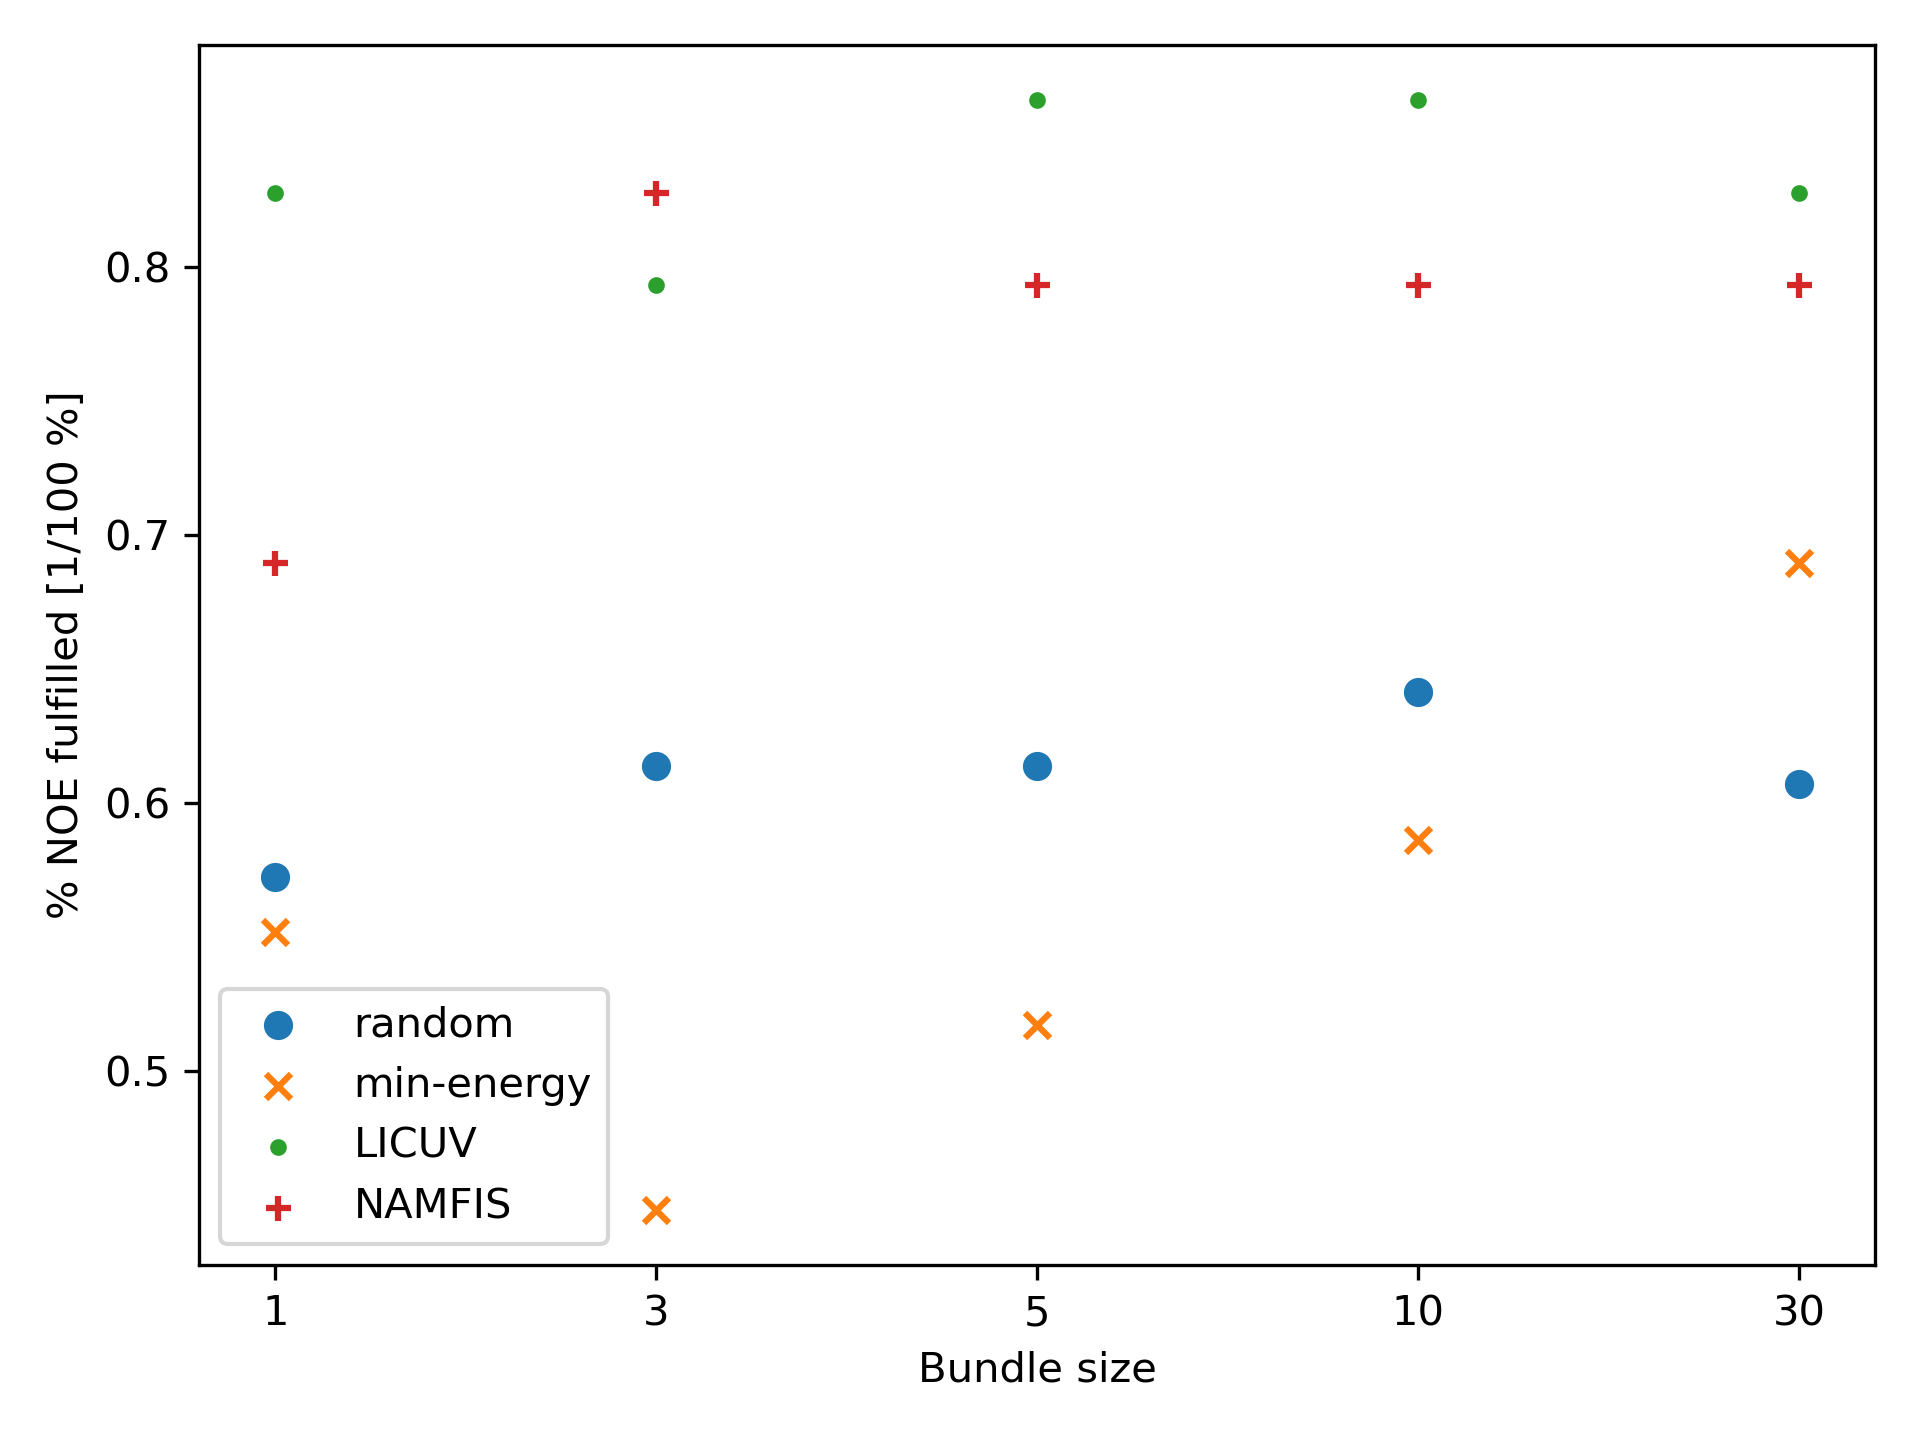 % NOE fulfilled [1/100 %]
0.8
0.7
0.6
0.5
random
min-energy
LICUV
NAMFIS
1 3 5 10 30
Bundle size